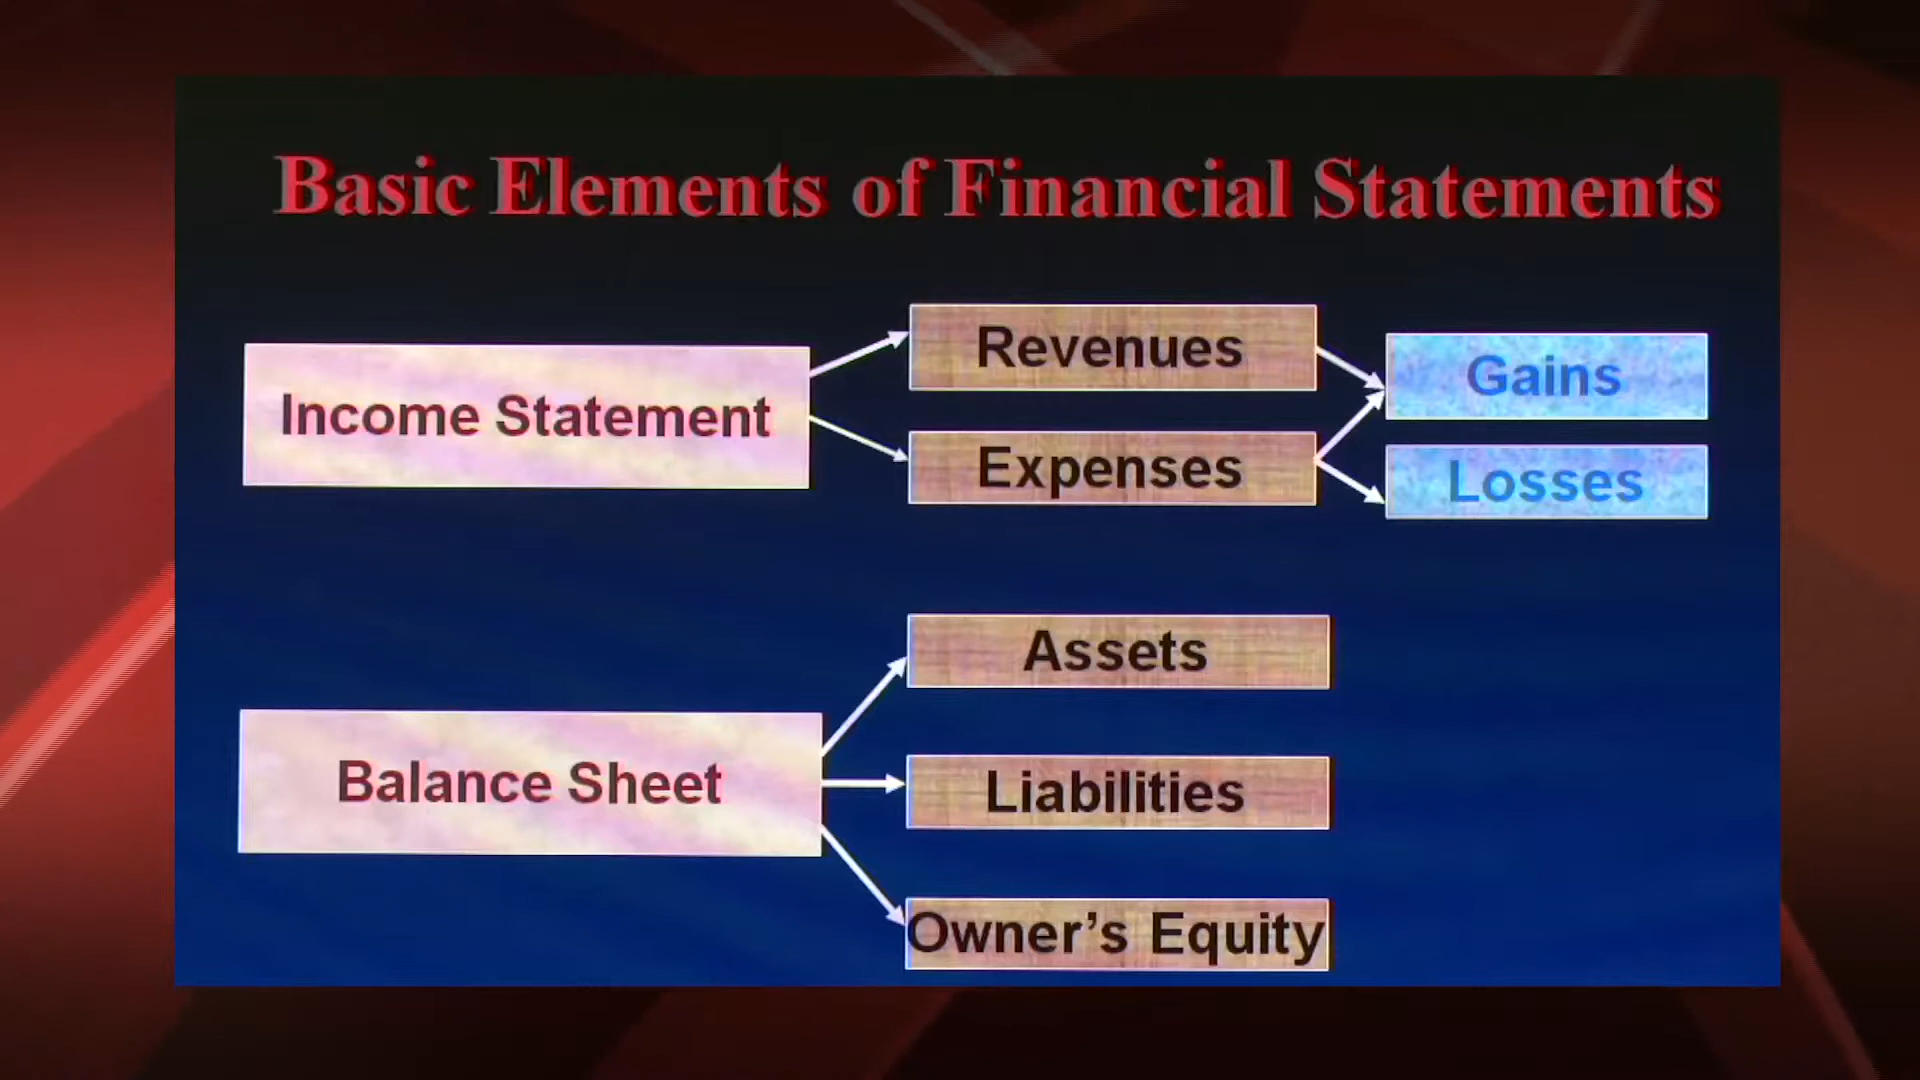 Basic Elements of Financial Statements
Income Statement
Revenues
Expenses
Gains
Losses
Balance Sheet
Assets
Liabilities
Owner’s Equity